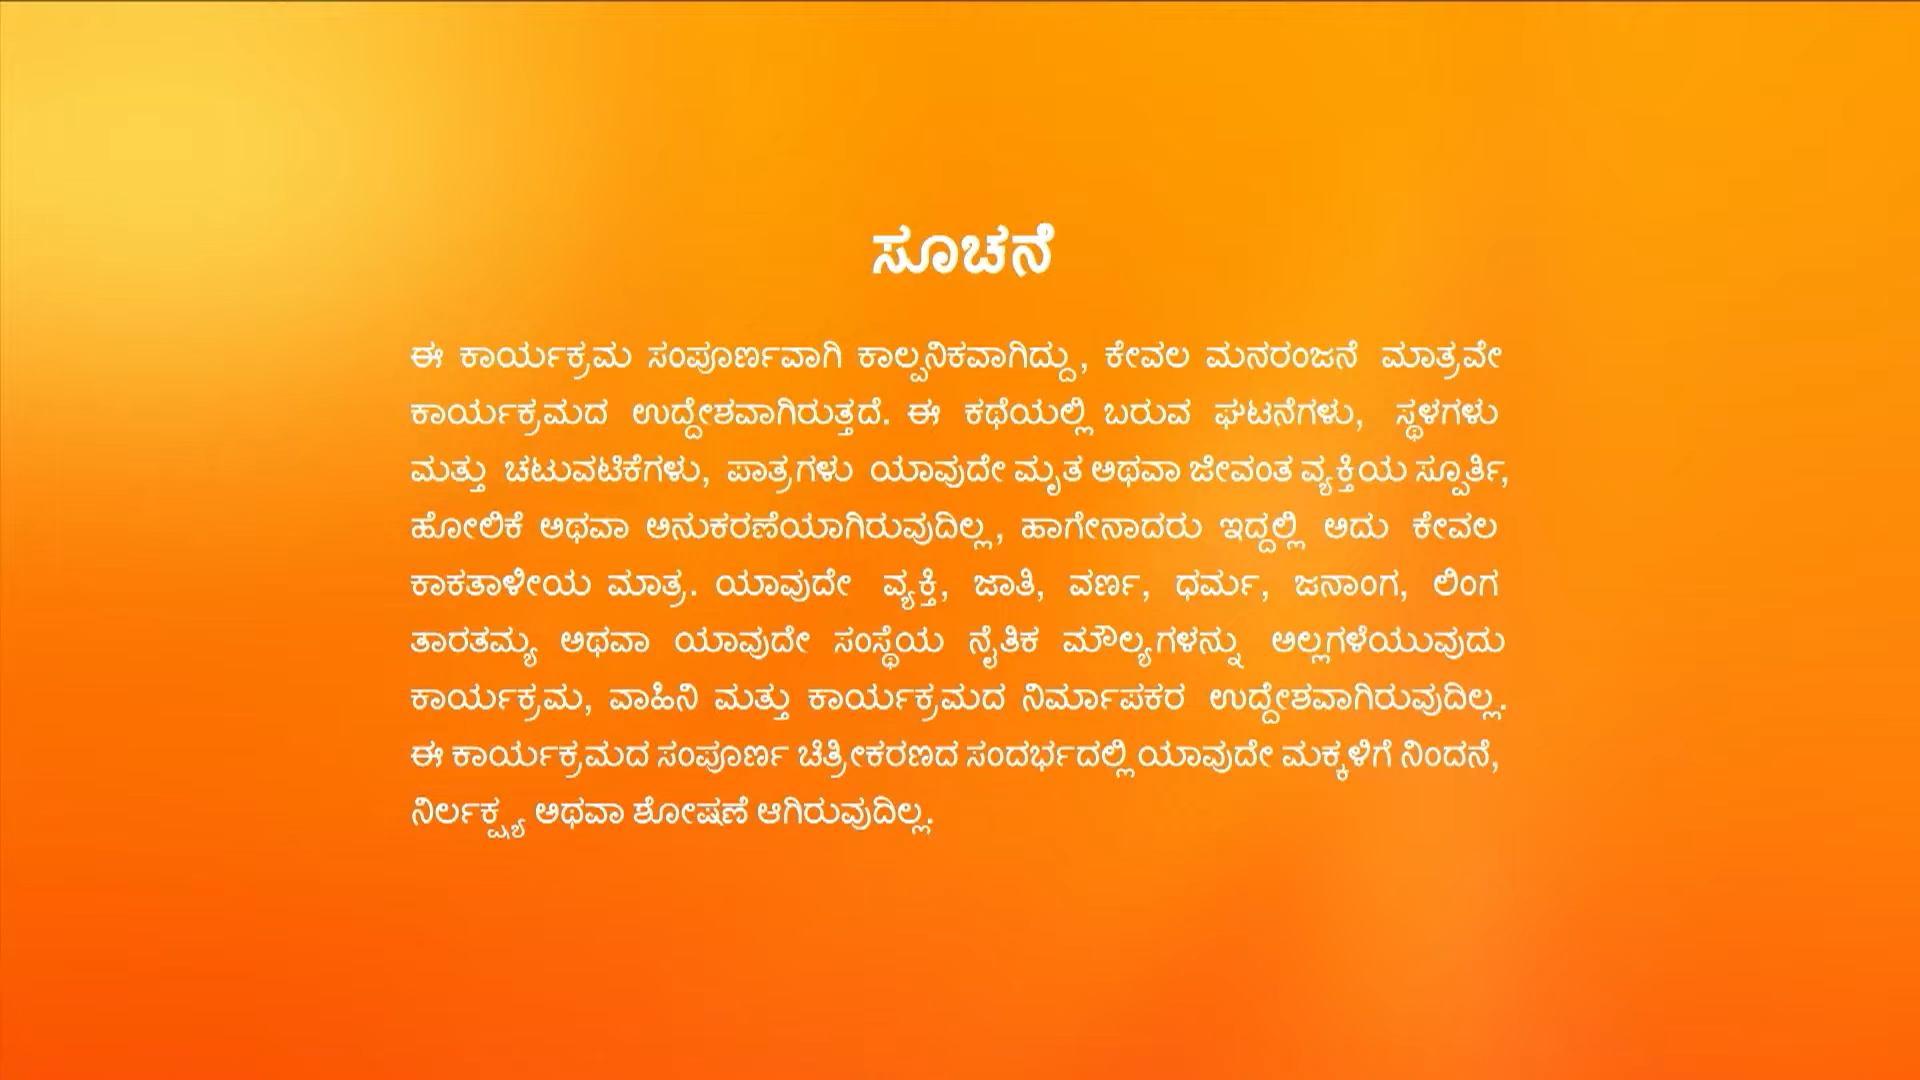 ಸೂಚನೆ
ಈ ಕಾರ್ಯಕ್ರಮ ಸಂಪೂರ್ಣವಾಗಿ ಕಾಲ್ಪನಿಕವಾಗಿದ್ದು, ಕೇವಲ ಮನರಂಜನೆ ಮಾತ್ರವೇ
ಕಾರ್ಯಕ್ರಮದ ಉದ್ದೇಶವಾಗಿರುತ್ತದೆ. ಈ ಕಥೆಯಲ್ಲಿ ಬರುವ ಘಟನೆಗಳು, ಸ್ಥಳಗಳು
ಮತ್ತು ಚಟುವಟಿಕೆಗಳು, ಪಾತ್ರಗಳು ಯಾವುದೇ ಮೃತ ಅಥವಾ ಜೀವಂತ ವ್ಯಕ್ತಿಯ ಸ್ಪೂರ್ತಿ,
ಹೋಲಿಕೆ ಅಥವಾ ಅನುಕರಣೆಯಾಗಿರುವುದಿಲ್ಲ, ಹಾಗೇನಾದರು ಇದ್ದಲ್ಲಿ ಅದು ಕೇವಲ
ಕಾಕತಾಳೀಯ ಮಾತ್ರ. ಯಾವುದೇ ವ್ಯಕ್ತಿ, ಜಾತಿ, ವರ್ಣ, ಧರ್ಮ, ಜನಾಂಗ, ಲಿಂಗ
ತಾರತಮ್ಯ ಅಥವಾ ಯಾವುದೇ ಸಂಸ್ಥೆಯ ನೈತಿಕ ಮೌಲ್ಯಗಳನ್ನು ಅಲ್ಲಗಳೆಯುವುದು
ಕಾರ್ಯಕ್ರಮ, ವಾಹಿನಿ ಮತ್ತು ಕಾರ್ಯಕ್ರಮದ ನಿರ್ಮಾಪಕರ ಉದ್ದೇಶವಾಗಿರುವುದಿಲ್ಲ.
ಈ ಕಾರ್ಯಕ್ರಮದ ಸಂಪೂರ್ಣ ಚಿತ್ರೀಕರಣದ ಸಂದರ್ಭದಲ್ಲಿ ಯಾವುದೇ ಮಕ್ಕಳಿಗೆ ನಿಂದನೆ,
ನಿರ್ಲಕ್ಷ್ಯ ಅಥವಾ ಶೋಷಣೆ ಆಗಿರುವುದಿಲ್ಲ.